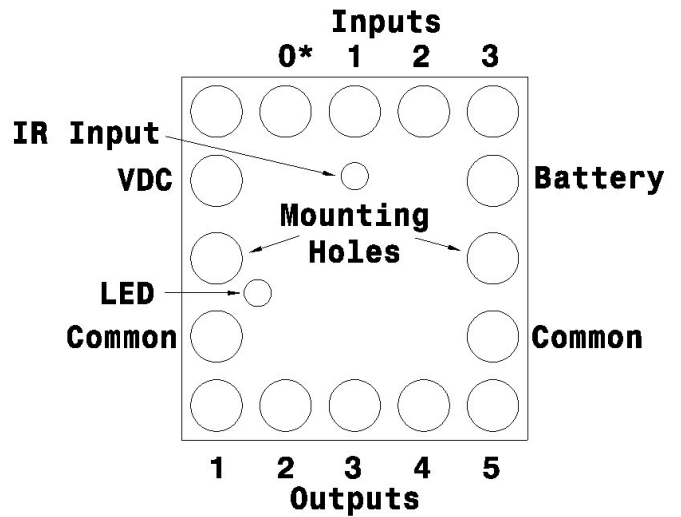 Inputs
0* 1 2 3
IR Input
VDC
Battery
Mounting
Holes
LED
Common
Common
1 2 3 4 5
Outputs